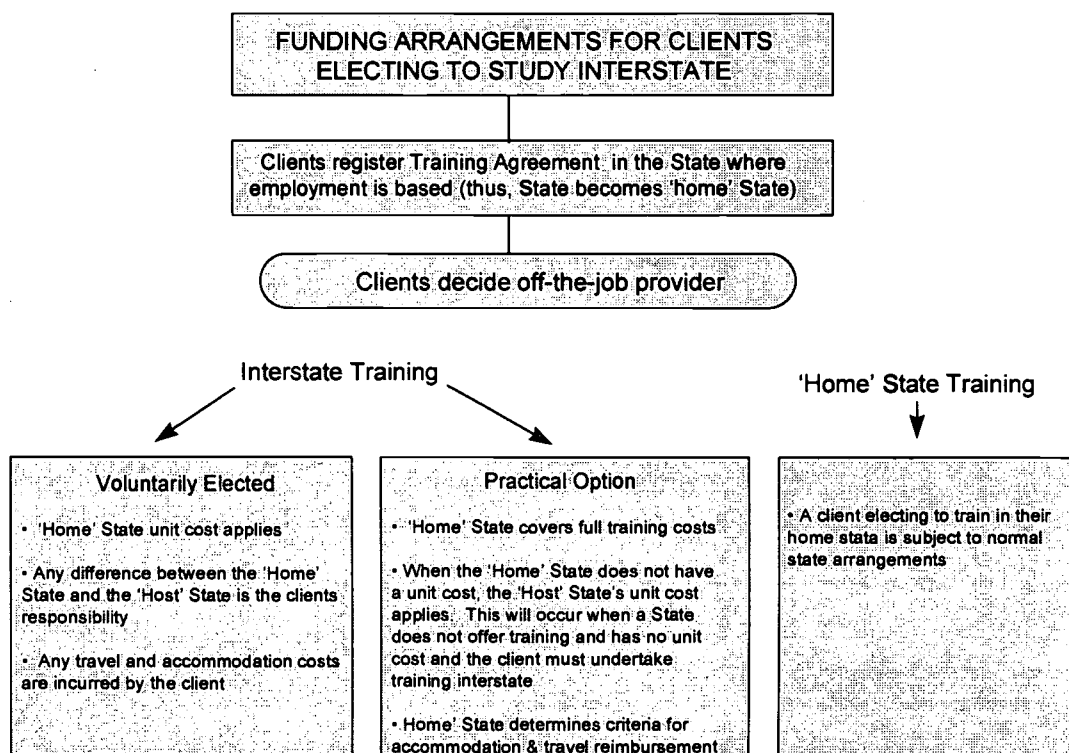 FUNDING ARRANGEMENTS FOR CLIENTS
ELECTING TO STUDY INTERSTATE
Clients register Training Agreement in the State where
employment is based (thus, State becomes 'home' State)
Clients decide off-the-job provider
Interstate Training
'Home' State Training
Voluntarily Elected
• 'Home' State unit cost applies
• Any difference between the 'Home'
State and the 'Host' State is the clients
responsibility
• Any travel and accommodation costs
are incurred by the client
Practical Option
• 'Home' State covers full training costs
• When the 'Home' State does not have
a unit cost, the 'Host' State's unit cost
applies. This will occur when a State
does not offer training and has no unit
cost and the client must undertake
training interstate
• Home' State determines criteria for
accommodation & travel reimbursement
• A client electing to train in their
home stata is subject to normal
state arrangements